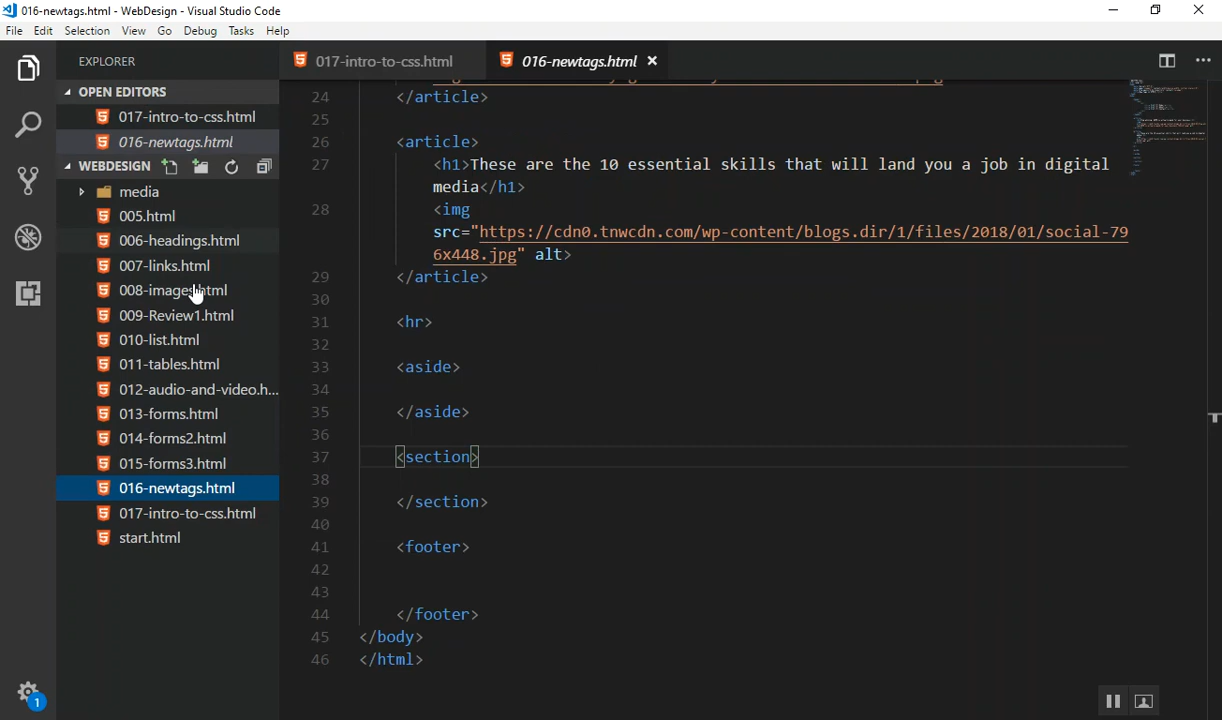 016-newtags.html - WebDesign - Visual Studio Code
File Edit Selection View Go Debug Tasks Help
EXPLORER
017-intro-to-css.html
016-newtags.html
OPEN EDITORS
017-intro-to-css.html
016-newtags.html
WEBDESIGN
media
005.html
006-headings.html
007-links.html
008-images.html
009-Review1.html
010-list.html
011-tables.html
012-audio-and-video.h...
013-forms.html
014-forms2.html
015-forms3.html
016-newtags.html
017-intro-to-css.html
start.html
1
24 </article>
25
26 <article>
27 <h1>These are the 10 essential skills that will land you a job in digital
media</h1>
28 <img
src="https://cdn0.tnwcdn.com/wp-content/blogs.dir/1/files/2018/01/social-79
6x448.jpg" alt>
29 </article>
30
31 <hr>
32
33 <aside>
34
35 </aside>
36
37 <section>
38
39 </section>
40
41 <footer>
42
43
44 </footer>
45 </body>
46 </html>